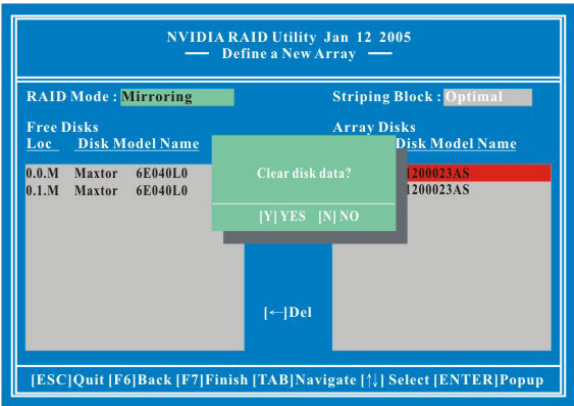 NVIDIA RAID Utility Jan 12 2005
Define a New Array
RAID Mode : Mirroring Striping Block : Optimal
Free Disks Array Disks
Loc Disk Model Name Disk Model Name
0.0.M Maxtor 6E040L0 1200023AS
0.1.M Maxtor 6E040L0 1200023AS
Clear disk data?
[Y] YES [N] NO
[←]Del
[ESC]Quit [F6]Back [F7]Finish [TAB]Navigate [↑↓] Select [ENTER]Popup